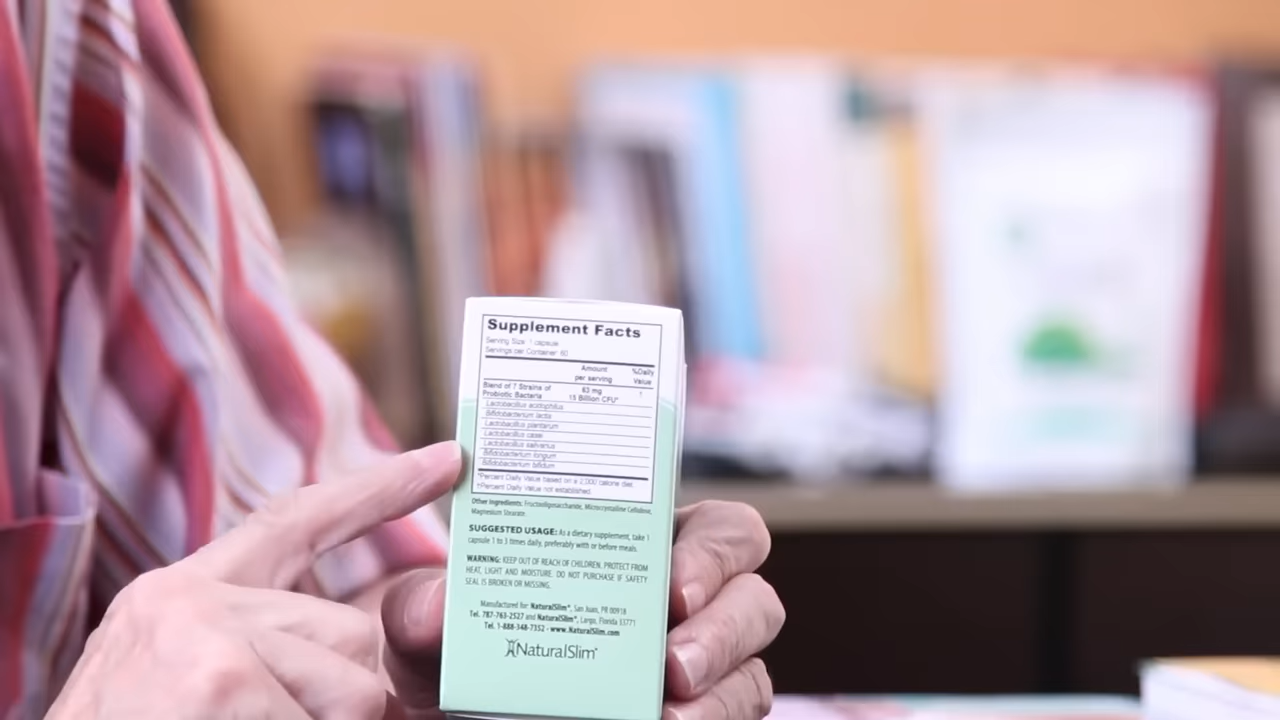 Supplement Facts
Serving Size: 1 capsule
Servings per Container: 60
Amount per serving
%Daily Value
Blend of 7 Strains of Probiotic Bacteria
63 mg
15 Billion CFU*
†
Lactobacillus acidophilus
Bifidobacterium lactis
Lactobacillus plantarum
Lactobacillus casei
Lactobacillus salivarius
Bifidobacterium longum
Bifidobacterium bifidum
*Percent Daily Value based on a 2,000 calorie diet.
†Percent Daily Value not established.
Other Ingredients: Fructooligosaccharide, Microcrystalline Cellulose,
Magnesium Stearate.
SUGGESTED USAGE: As a dietary supplement, take 1
capsule 1 to 3 times daily, preferably with or before meals.
WARNING: KEEP OUT OF REACH OF CHILDREN. PROTECT FROM
HEAT, LIGHT AND MOISTURE. DO NOT PURCHASE IF SAFETY
SEAL IS BROKEN OR MISSING.
Manufactured for: NaturalSlim®, San Juan, PR 00918
Tel. 787-763-2527 and NaturalSlim®, Largo, Florida 33771
Tel. 1-888-348-7352 - www.NaturalSlim.com
NaturalSlim®